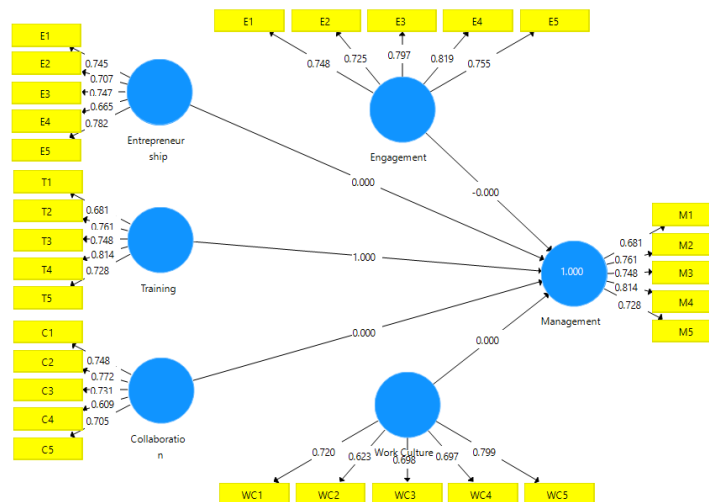 E1
E2
E3
E4
E5
0.745
0.707
0.747
0.665
0.782
Entrepreneur
ship
E1
E2
E3
E4
E5
0.748
0.725
0.797
0.819
0.755
Engagement
T1
T2
T3
T4
T5
0.681
0.761
0.748
0.814
0.728
Training
0.000
-0.000
1.000
0.000
0.000
M1
M2
M3
M4
M5
0.681
0.761
0.748
0.814
0.728
1.000
Management
C1
C2
C3
C4
C5
0.748
0.772
0.731
0.609
0.705
Collaboratio
n
Work Culture
0.720
0.623
0.698
0.697
0.799
WC1
WC2
WC3
WC4
WC5